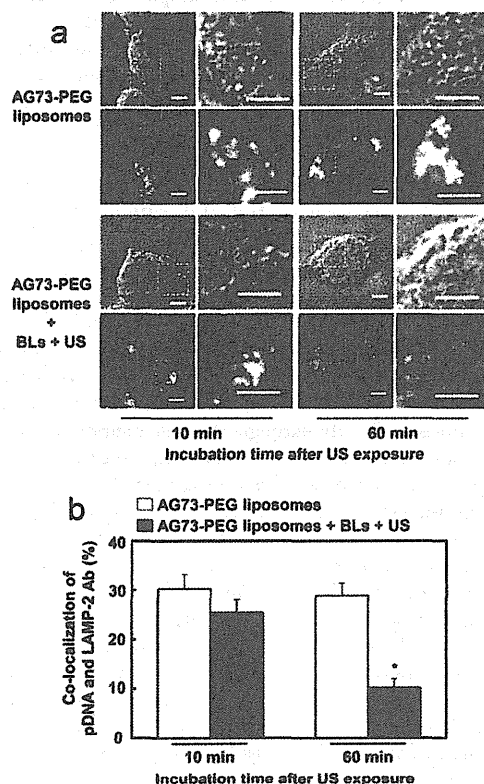 a
AG73-PEG
liposomes
AG73-PEG
liposomes
+
BLs + US
10 min
60 min
Incubation time after US exposure
b
AG73-PEG liposomes
AG73-PEG liposomes + BLs + US
Co-localization of
pDNA and LAMP-2 Ab (%)
40
30
20
10
0
*
10 min
60 min
Incubation time after US exposure